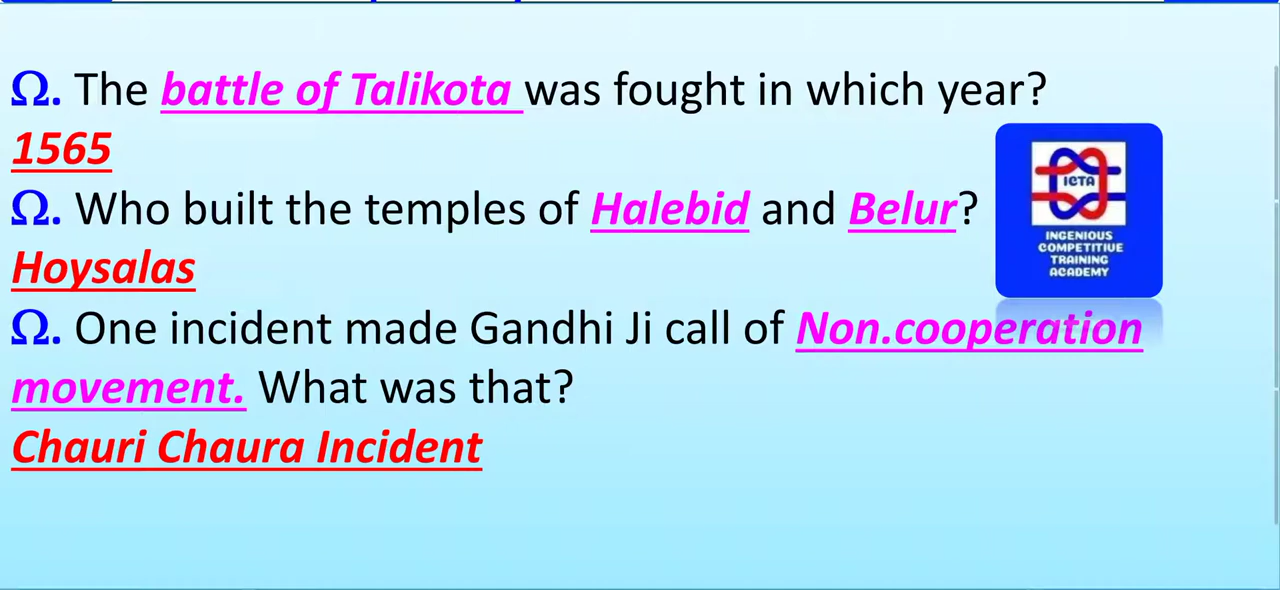 Ω. The battle of Talikota was fought in which year?
1565
Ω. Who built the temples of Halebid and Belur?
Hoysalas
Ω. One incident made Gandhi Ji call of Non.cooperation
movement. What was that?
Chauri Chaura Incident
ICTA
INGENIOUS
COMPETITIVE
TRAINING
ACADEMY